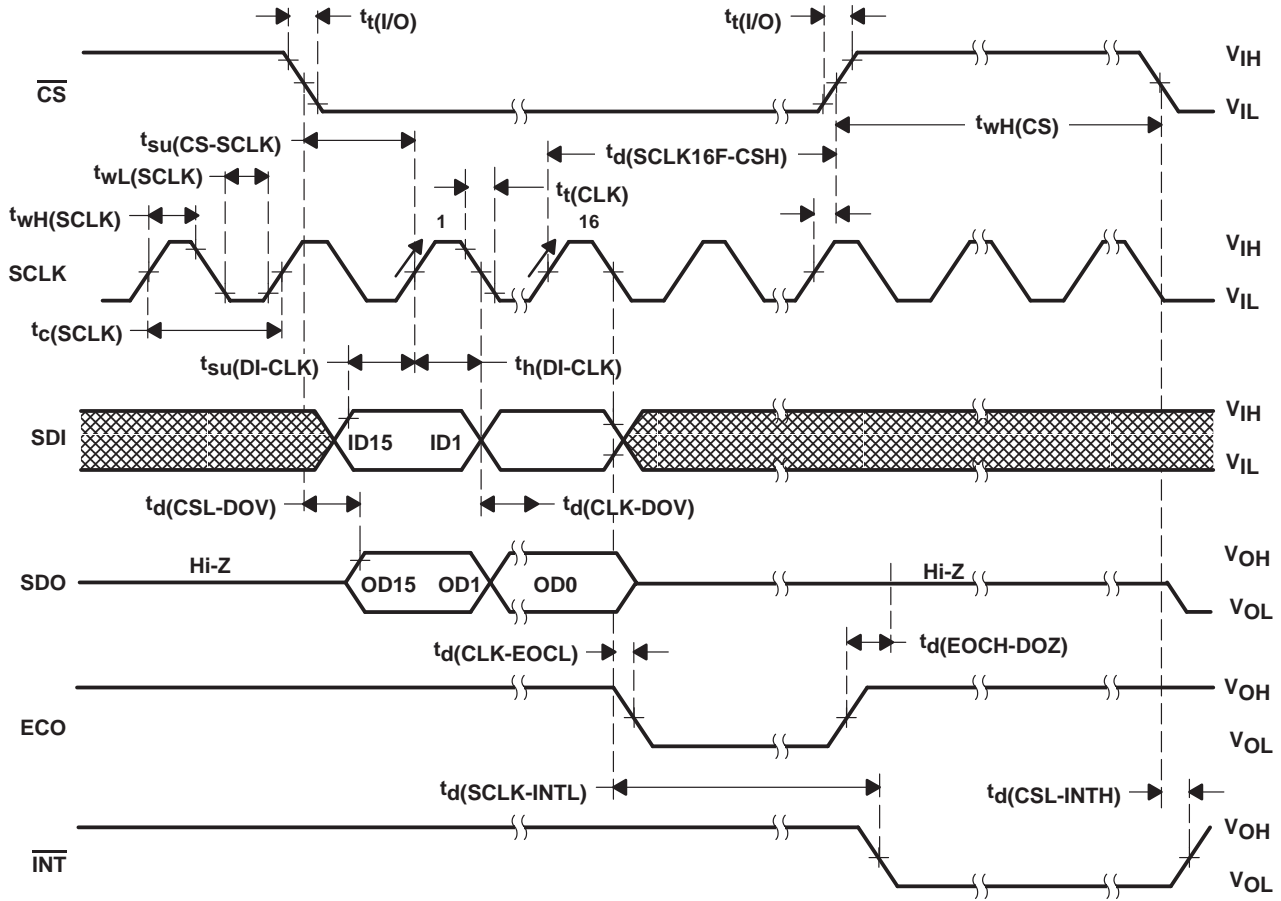 tt(I/O) tt(I/O)
CS VIH
VIL
tsu(CS-SCLK) twH(CS)
td(SCLK16F-CSH)
twL(SCLK) tt(CLK)
twH(SCLK) 1 16
SCLK VIH
VIL
tc(SCLK)
tsu(DI-CLK) th(DI-CLK)
SDI VIH
ID15 ID1
VIL
td(CSL-DOV) td(CLK-DOV)
Hi-Z Hi-Z VOH
SDO OD15 OD1 OD0
VOL
td(CLK-EOCL) td(EOCH-DOZ)
ECO VOH
VOL
td(SCLK-INTL) td(CSL-INTH)
INT VOH
VOL